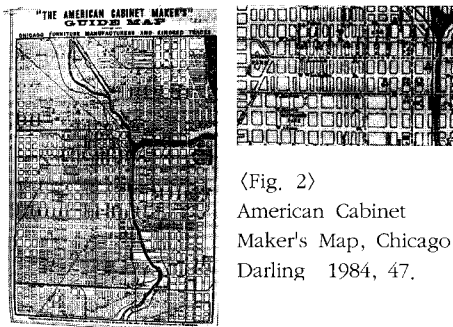 "THE AMERICAN CABINET MAKER'S"
GUIDE MAP
CHICAGO FURNITURE MANUFACTURERS AND KINDRED TRADES
〈Fig. 2〉
American Cabinet
Maker's Map, Chicago
Darling 1984, 47.